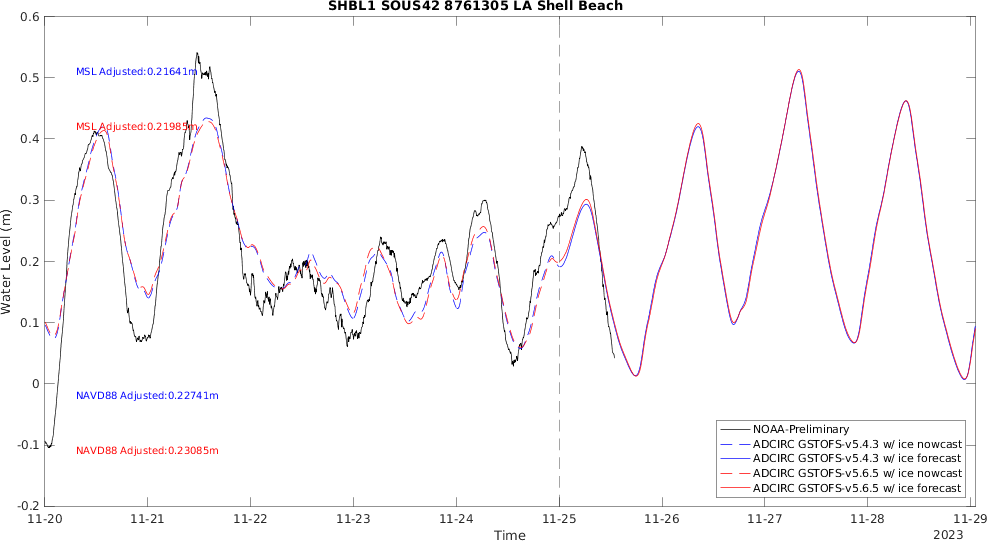 SHBL1 SOUS42 8761305 LA Shell Beach
0.6
0.5
0.4
0.3
0.2
0.1
0
-0.1
-0.2
Water Level (m)
MSL Adjusted:0.21641m
MSL Adjusted:0.21985m
NAVD88 Adjusted:0.22741m
NAVD88 Adjusted:0.23085m
NOAA-Preliminary
ADCIRC GSTOFS-v5.4.3 w/ ice nowcast
ADCIRC GSTOFS-v5.4.3 w/ ice forecast
ADCIRC GSTOFS-v5.6.5 w/ ice nowcast
ADCIRC GSTOFS-v5.6.5 w/ ice forecast
11-20 11-21 11-22 11-23 11-24 11-25 11-26 11-27 11-28 11-29
Time
2023